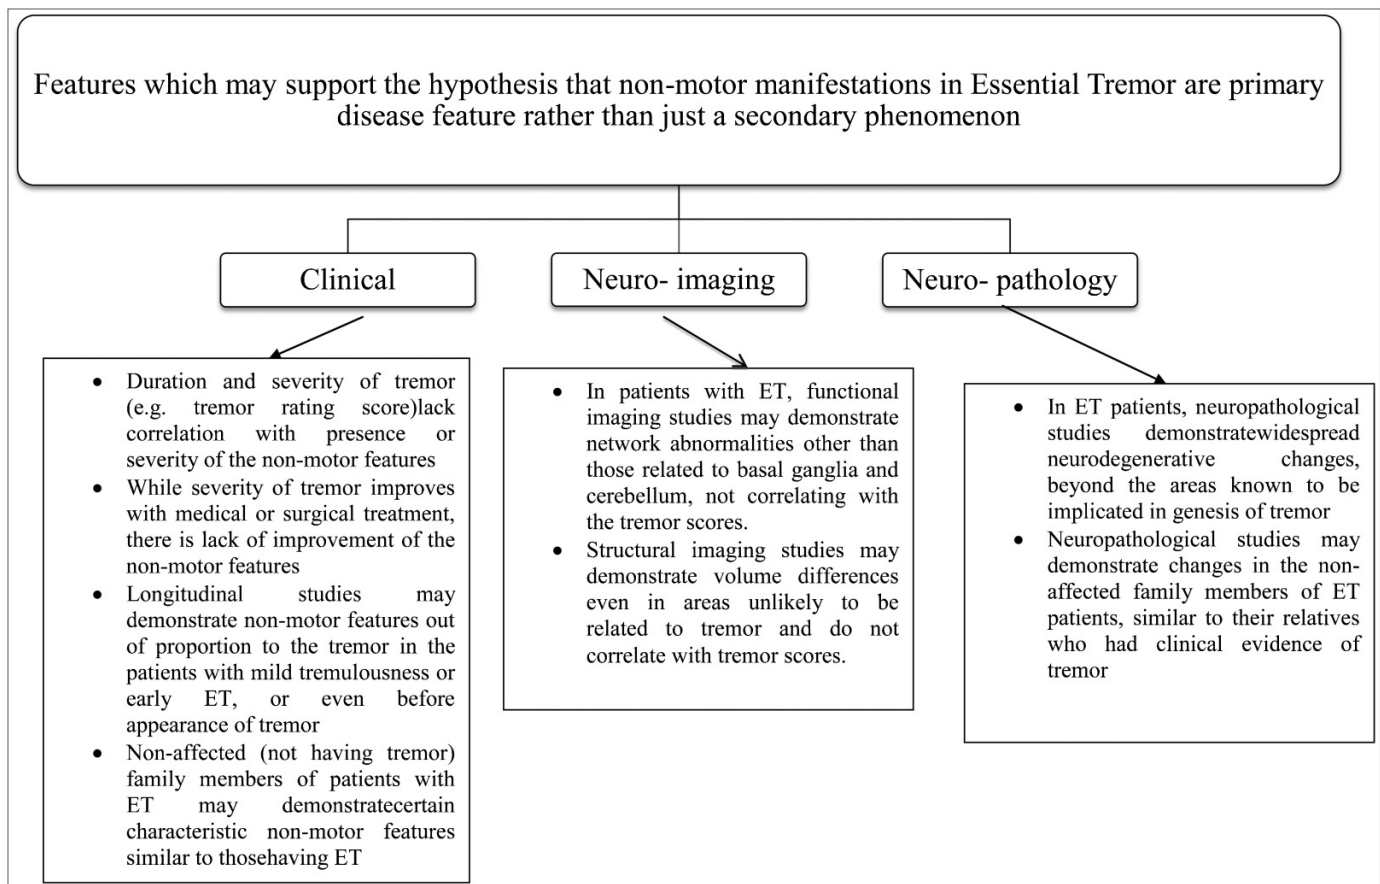 Features which may support the hypothesis that non-motor manifestations in Essential Tremor are primary
disease feature rather than just a secondary phenomenon
Clinical
Neuro- imaging
Neuro- pathology
• Duration and severity of tremor
(e.g. tremor rating score)lack
correlation with presence or
severity of the non-motor features
• While severity of tremor improves
with medical or surgical treatment,
there is lack of improvement of the
non-motor features
• Longitudinal studies may
demonstrate non-motor features out
of proportion to the tremor in the
patients with mild tremulousness or
early ET, or even before
appearance of tremor
• Non-affected (not having tremor)
family members of patients with
ET may demonstratecertain
characteristic non-motor features
similar to thosehaving ET
• In patients with ET, functional
imaging studies may demonstrate
network abnormalities other than
those related to basal ganglia and
cerebellum, not correlating with
the tremor scores.
• Structural imaging studies may
demonstrate volume differences
even in areas unlikely to be
related to tremor and do not
correlate with tremor scores.
• In ET patients, neuropathological
studies demonstratewidespread
neurodegenerative changes,
beyond the areas known to be
implicated in genesis of tremor
• Neuropathological studies may
demonstrate changes in the non-
affected family members of ET
patients, similar to their relatives
who had clinical evidence of
tremor